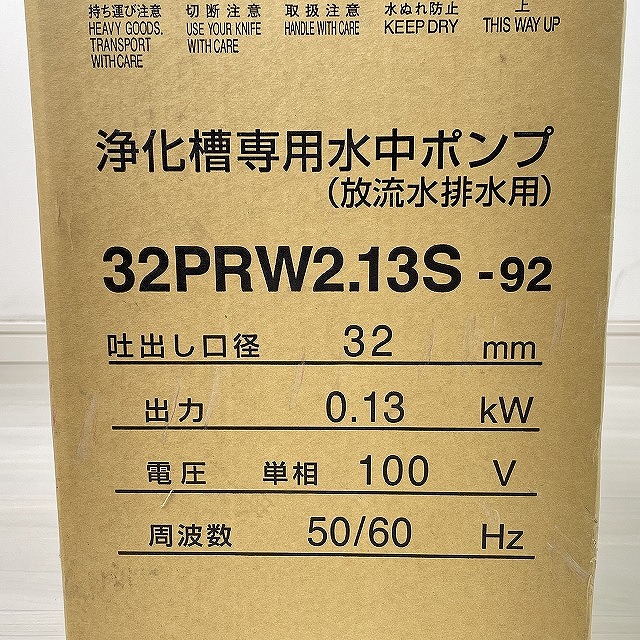 持ち運び注意 切断注意 取扱注意 水ぬれ防止 上
HEAVY GOODS. USE YOUR KNIFE HANDLE WITH CARE KEEP DRY THIS WAY UP
TRANSPORT WITH CARE
WITH CARE
浄化槽専用水中ポンプ
(放流水排水用)
32PRW2.13S -92
吐出し口径 32 mm
出力 0.13 kW
電圧 単相 100 V
周波数 50/60 Hz